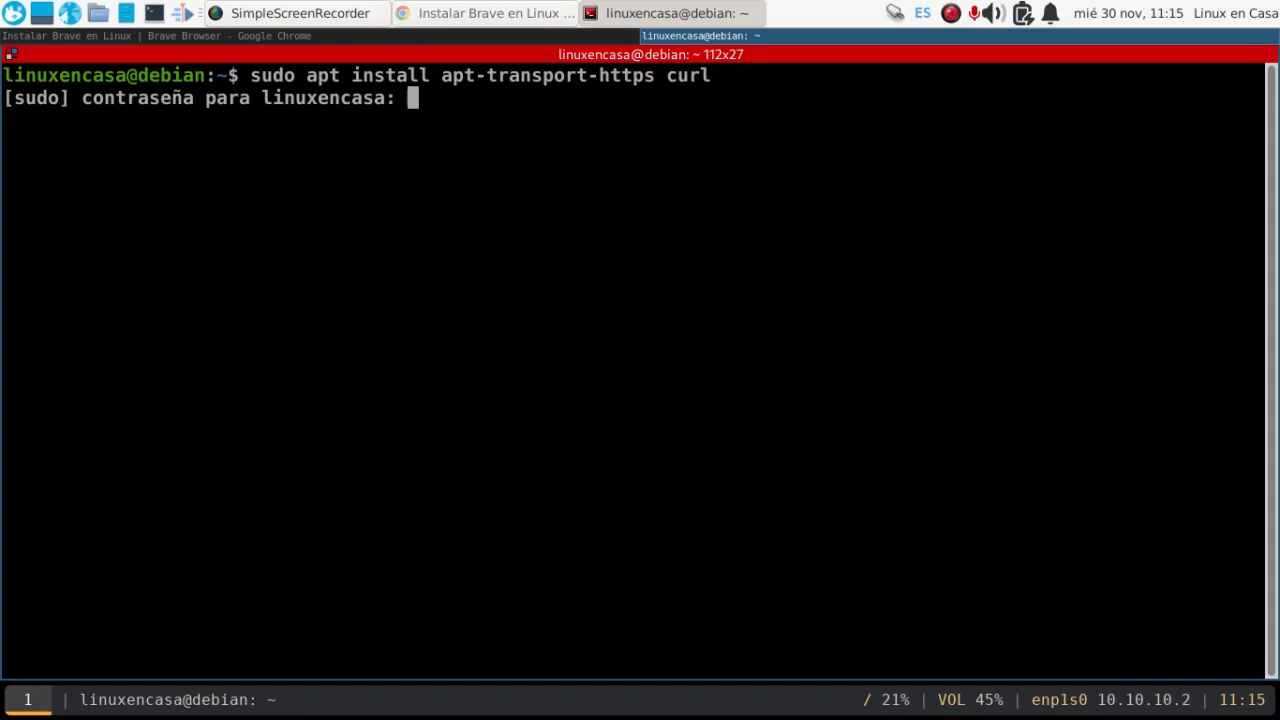 SimpleScreenRecorder
Instalar Brave en Linux ...
linuxencasa@debian: ~
ES
mié 30 nov, 11:15
Linux en Casa
Instalar Brave en Linux | Brave Browser - Google Chrome
linuxencasa@debian: ~
linuxencasa@debian: ~ 112x27
linuxencasa@debian:~$ sudo apt install apt-transport-https curl
[sudo] contraseña para linuxencasa:
1 | linuxencasa@debian: ~
/ 21% | VOL 45% | enp1s0 10.10.10.2 | 11:15